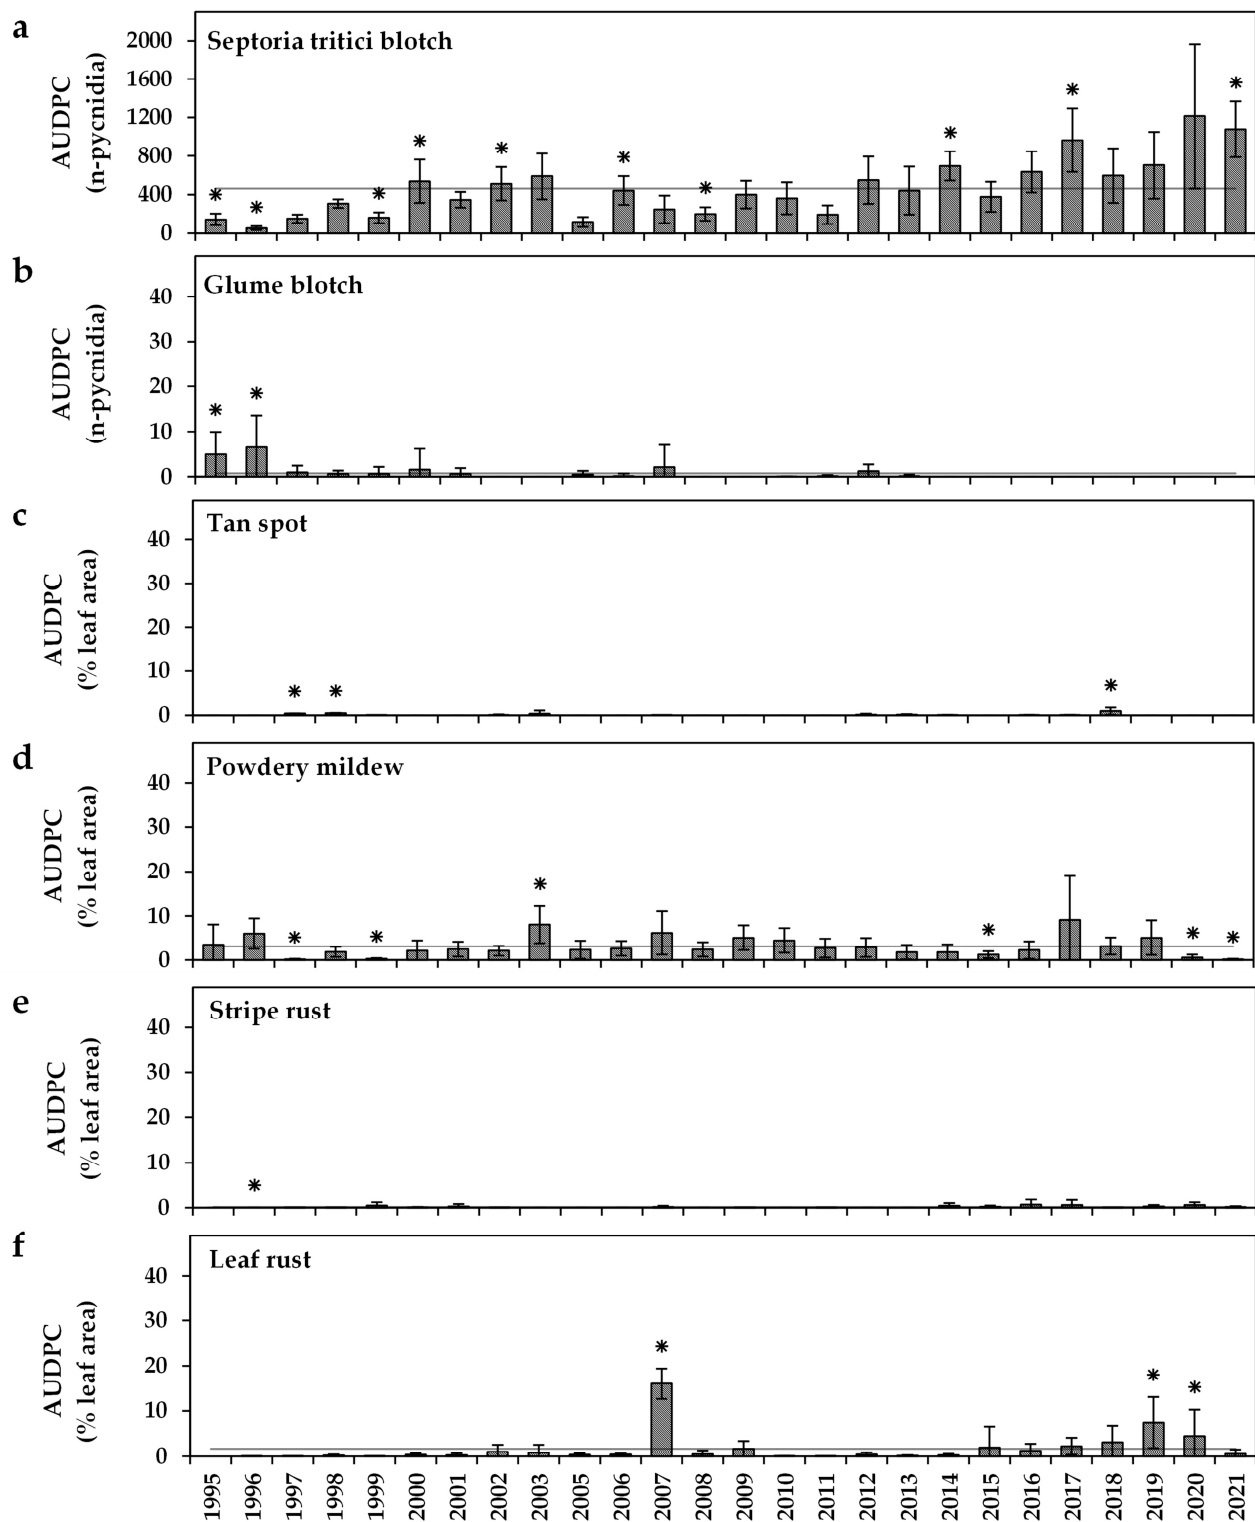 a
Septoria tritici blotch
AUDPC
(n-pycnidia)
2000
1600
1200
800
400
0
* * * * * * * * * *
b
Glume blotch
AUDPC
(n-pycnidia)
40
30
20
10
0
* *
c
Tan spot
AUDPC
(% leaf area)
40
30
20
10
0
* * *
d
Powdery mildew
AUDPC
(% leaf area)
40
30
20
10
0
* * * * * *
e
Stripe rust
AUDPC
(% leaf area)
40
30
20
10
0
*
f
Leaf rust
AUDPC
(% leaf area)
40
30
20
10
0
* * *
1995 1996 1997 1998 1999 2000 2001 2002 2003 2005 2006 2007 2008 2009 2010 2011 2012 2013 2014 2015 2016 2017 2018 2019 2020 2021